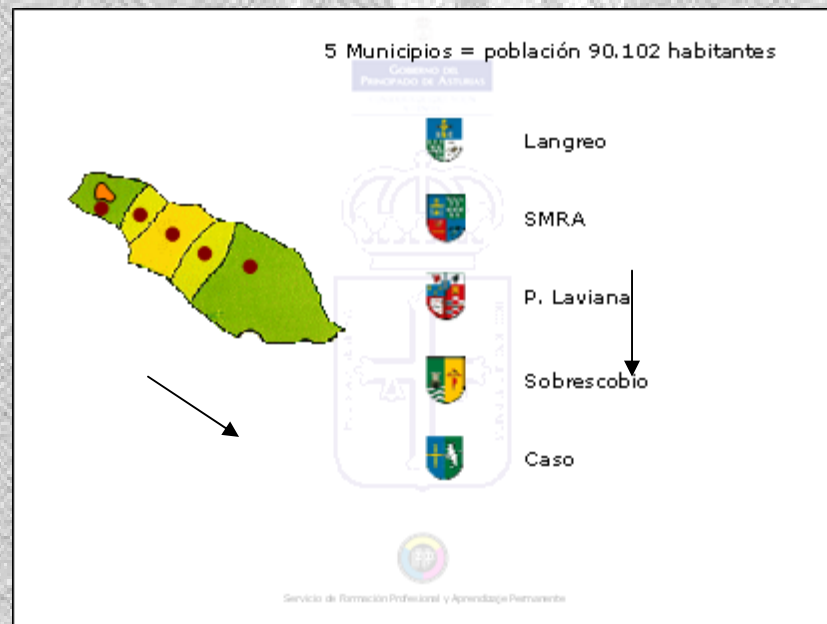 5 Municipios = población 90.102 habitantes
GOBIERNO DEL
PRINCIPADO DE ASTURIAS
Langreo
SMRA
P. Laviana
Sobrescobio
Caso
Servicio de Formación Profesional y Aprendizaje Permanente